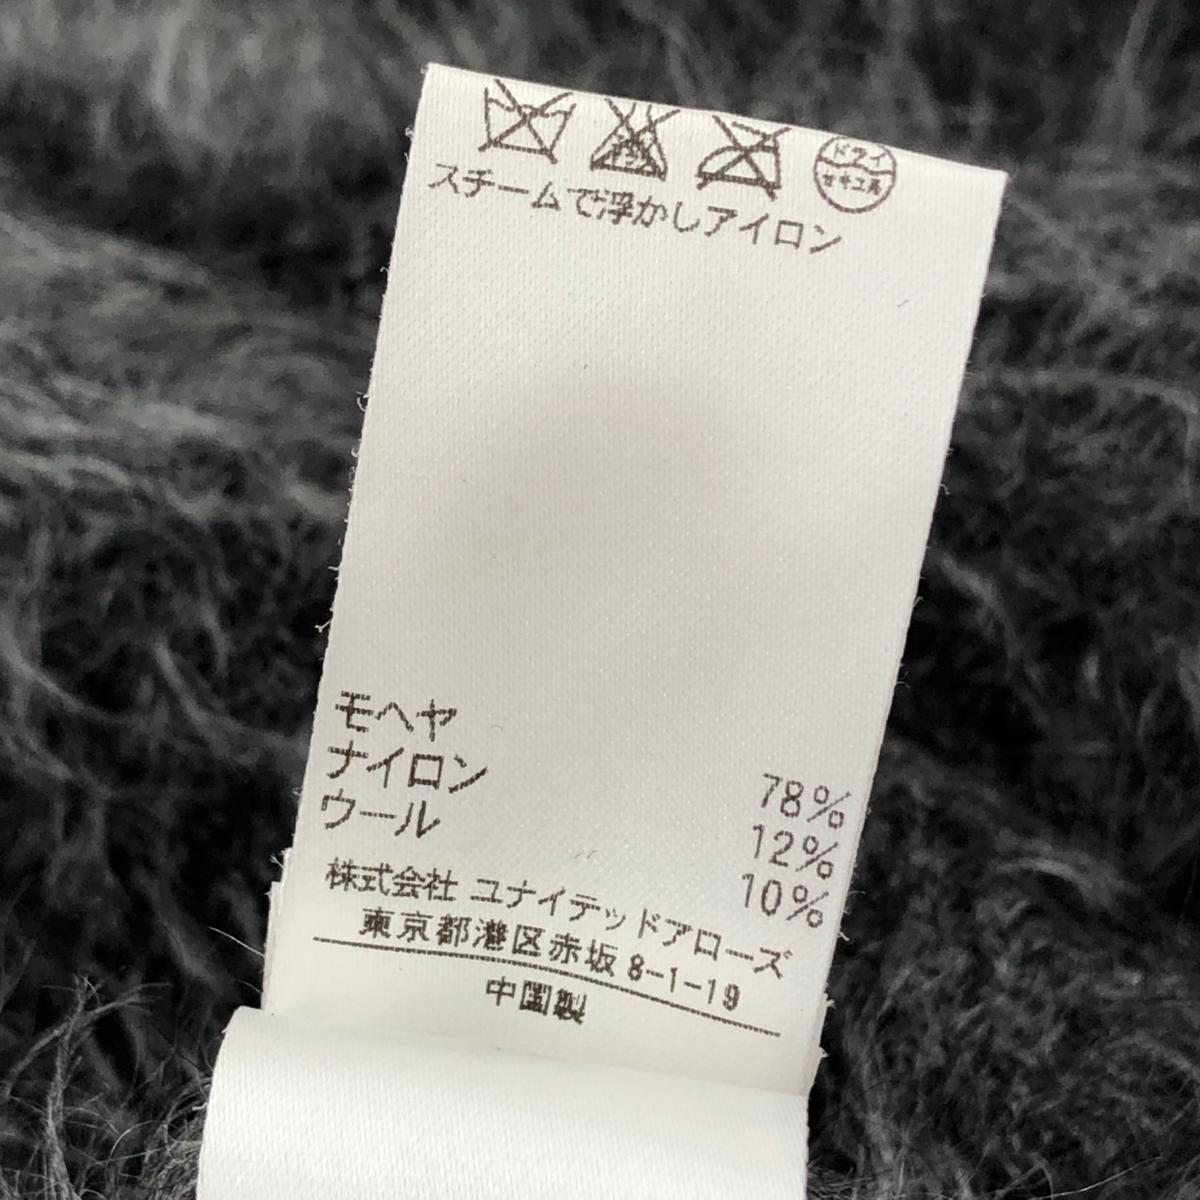 ドライ
セキユ系
スチームで浮かしアイロン
モヘヤ 78%
ナイロン 12%
ウール 10%
株式会社 ユナイテッドアローズ
東京都港区赤坂 8-1-19
中国製